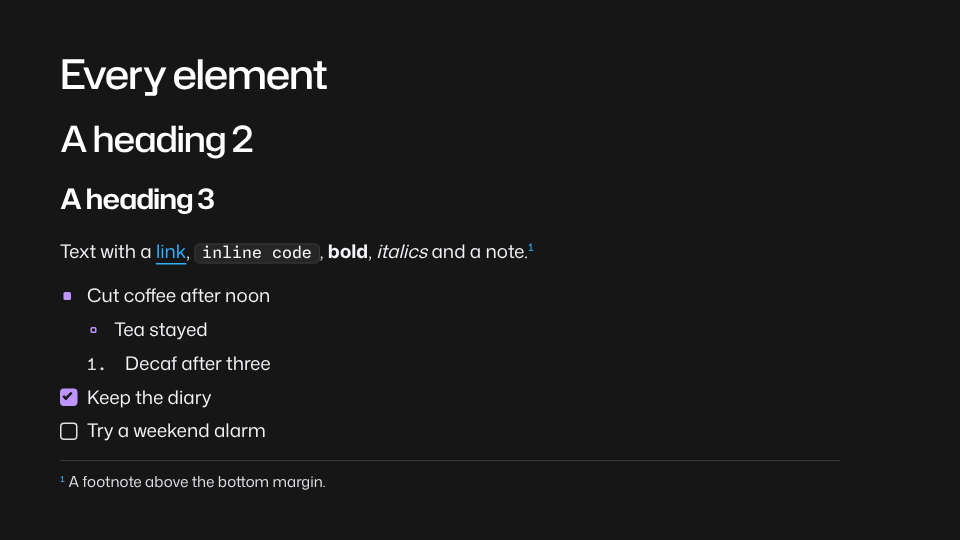 Every element
A heading 2
A heading 3
Text with a link, inline code, bold, italics and a note.¹
Cut coffee after noon
Tea stayed
1. Decaf after three
Keep the diary
Try a weekend alarm
¹ A footnote above the bottom margin.